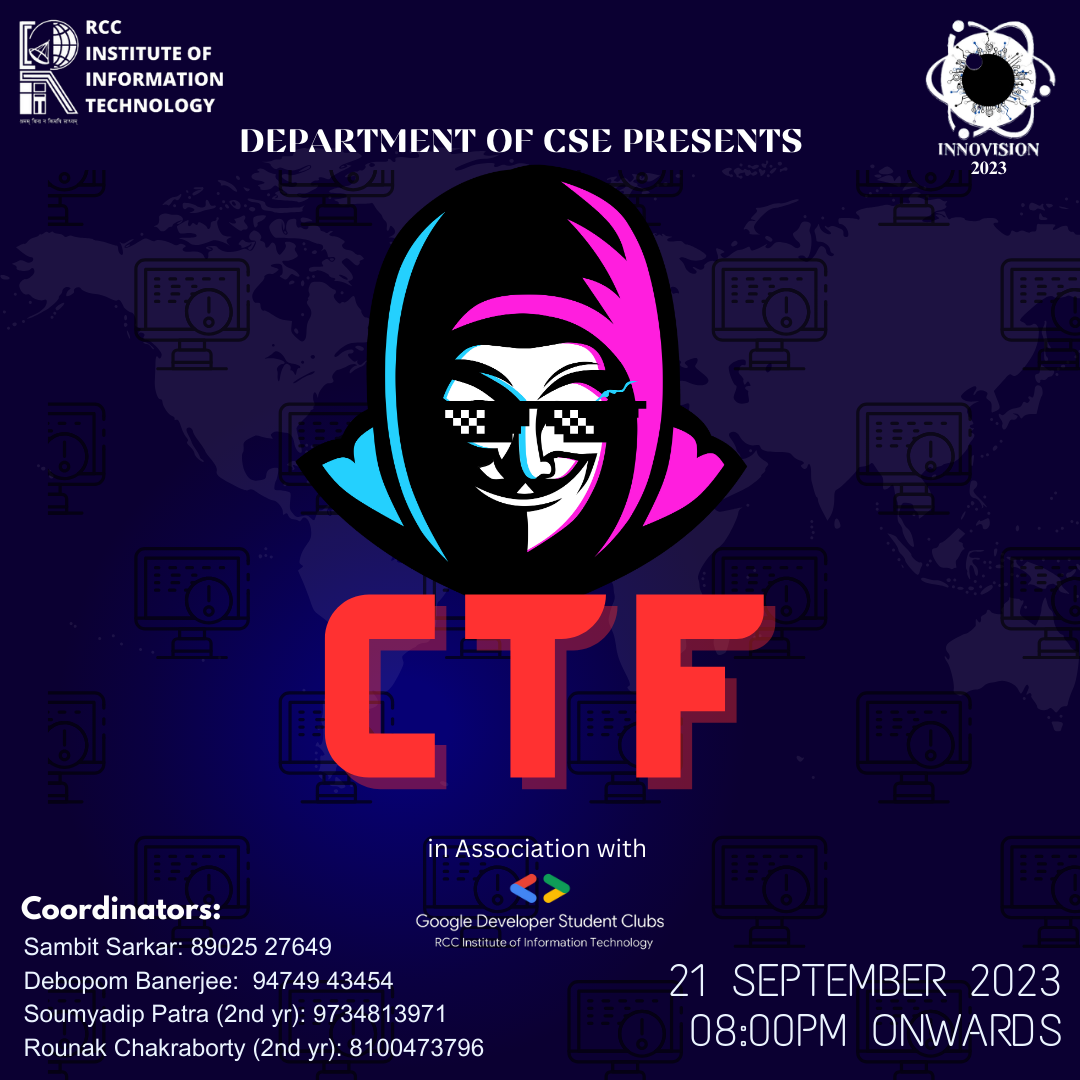 RCC
INSTITUTE OF
INFORMATION
TECHNOLOGY
INNOVISION
2023
DEPARTMENT OF CSE PRESENTS
CTF
in Association with
Google Developer Student Clubs
RCC Institute of Information Technology
Coordinators:
Sambit Sarkar: 89025 27649
Debopom Banerjee:  94749 43454
Soumyadip Patra (2nd yr): 9734813971
Rounak Chakraborty (2nd yr): 8100473796
21 SEPTEMBER 2023
08:00PM ONWARDS